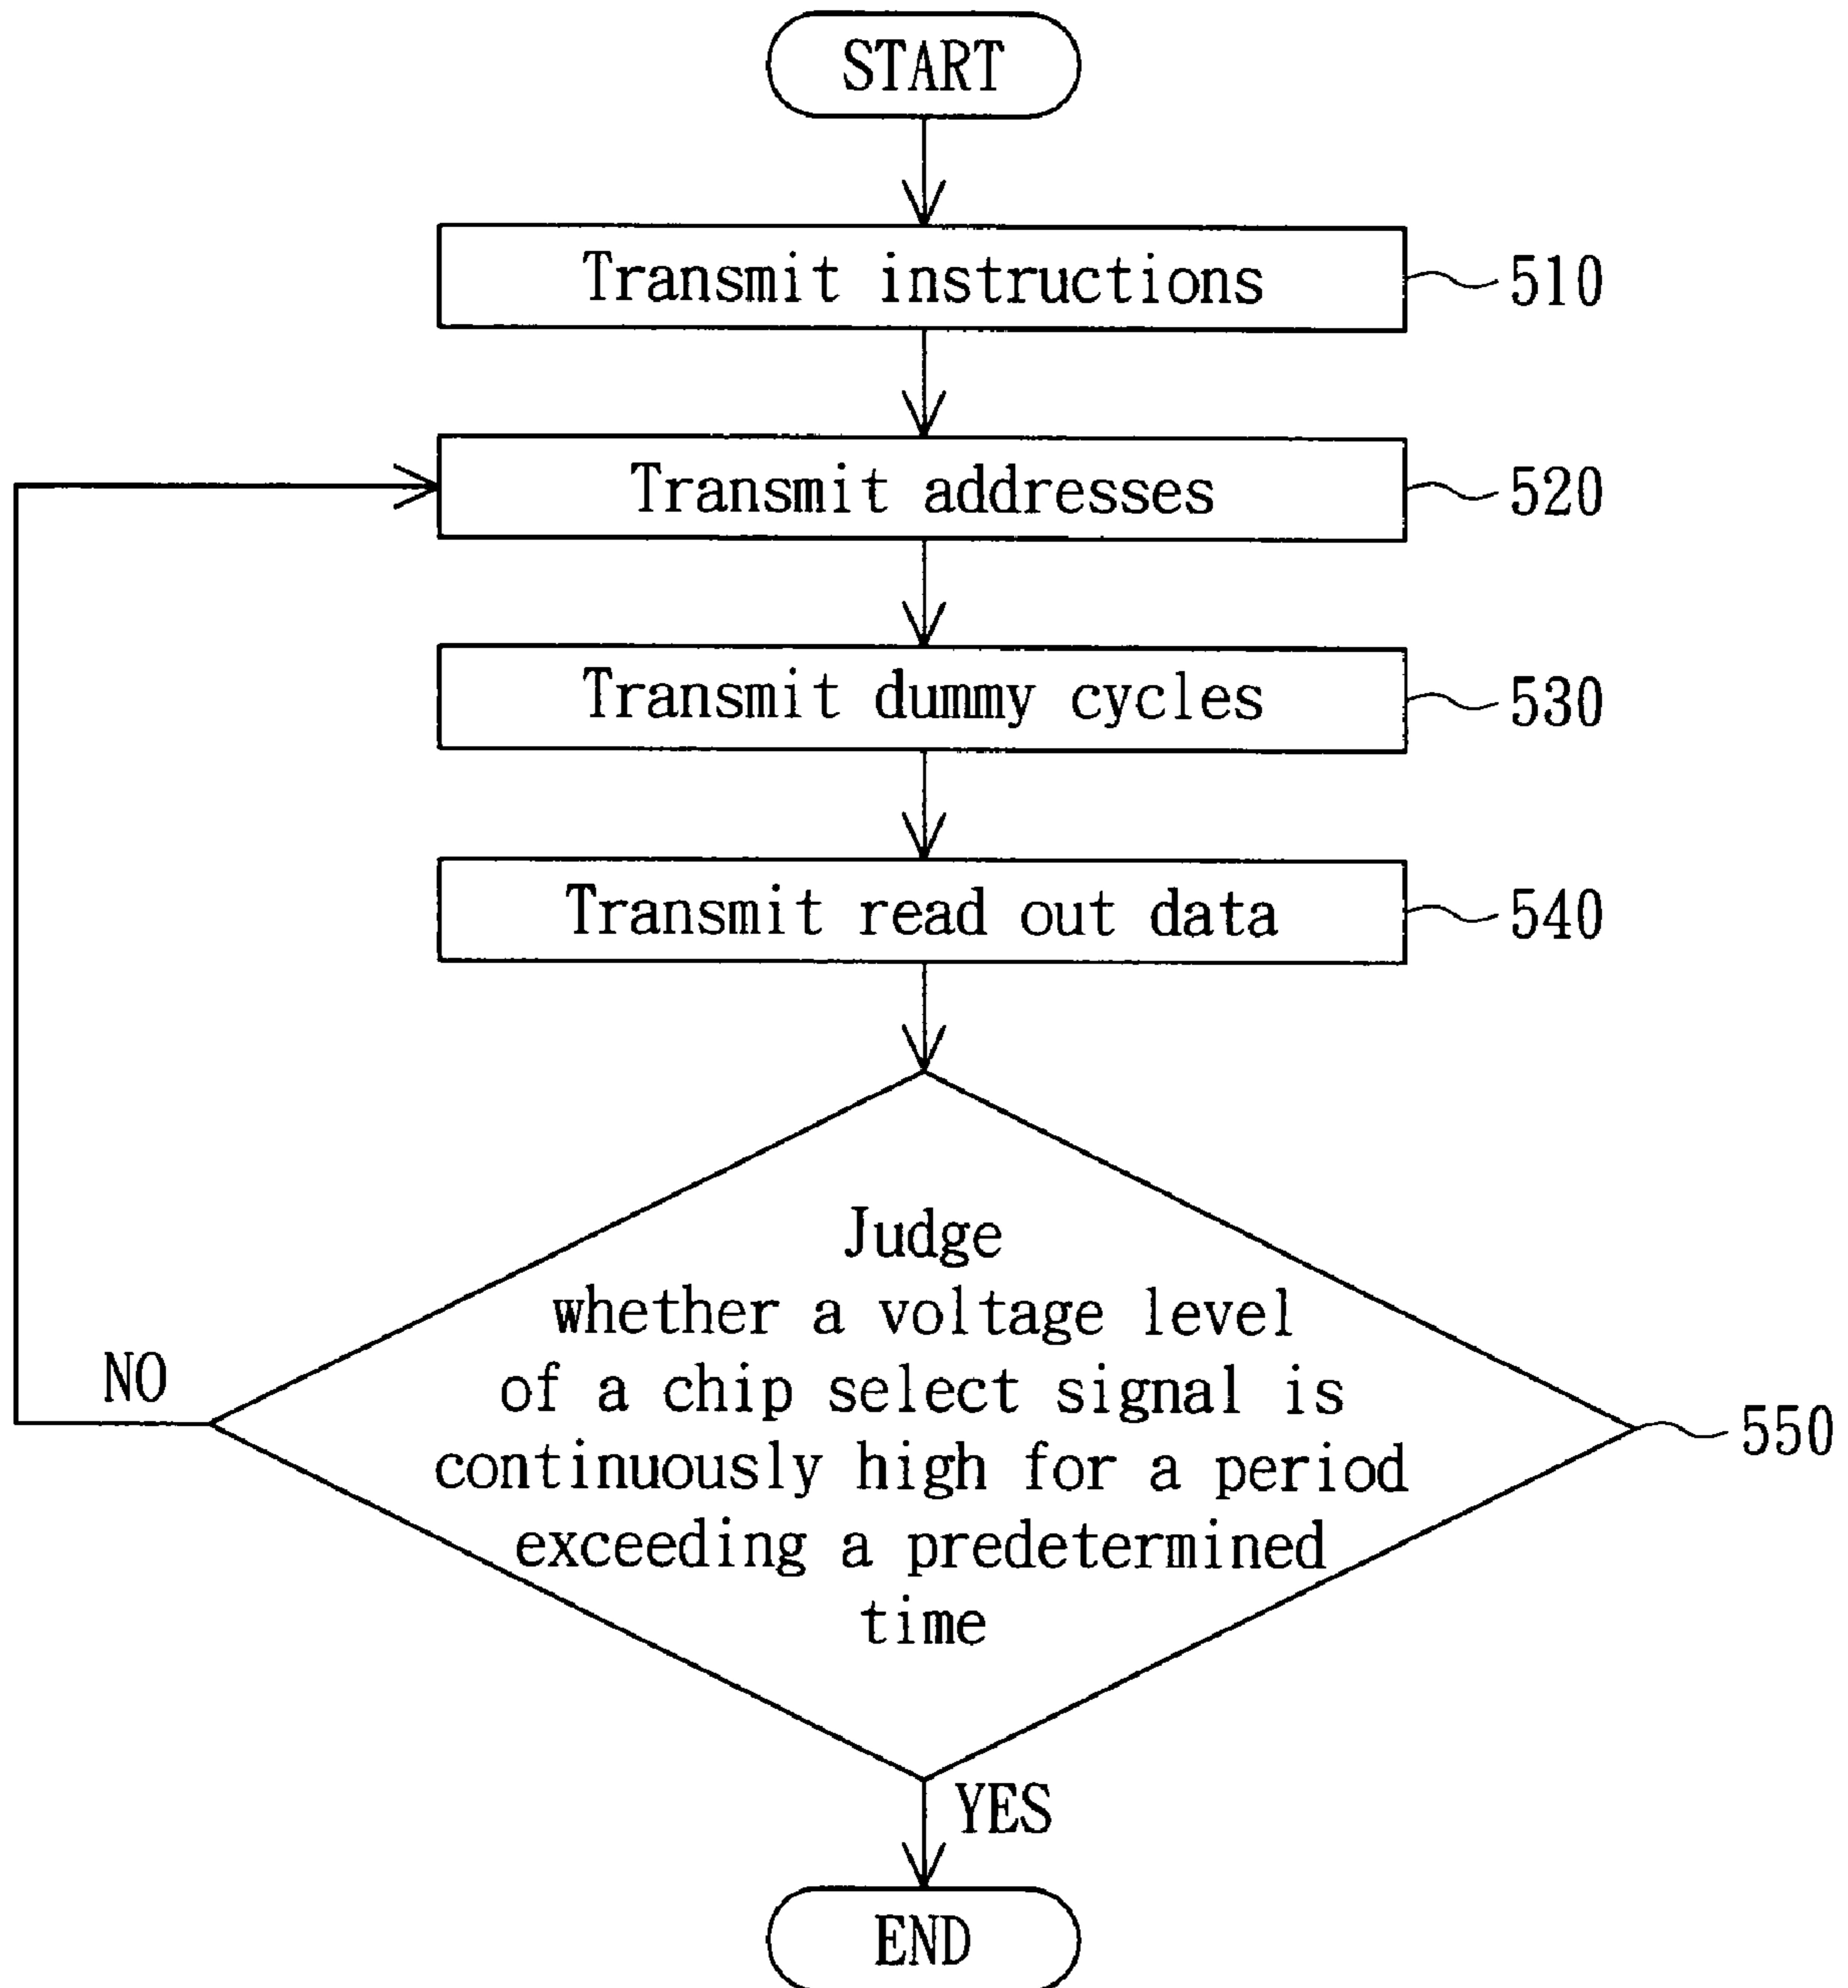 START
Transmit instructions
510
Transmit addresses
520
Transmit dummy cycles
530
Transmit read out data
540
Judge
whether a voltage level
of a chip select signal is
continuously high for a period
exceeding a predetermined
time
NO
550
YES
END